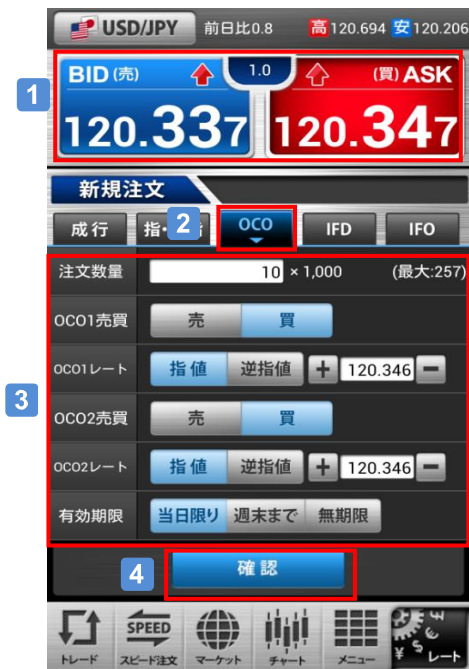 USD/JPY 前日比0.8 高120.694 安120.206
1
BID(売) 1.0 (買)ASK
120.337 120.347
新規注文
2
成行 指・ OCO IFD IFO
注文数量 10 ×1,000 (最大:257)
OCO1売買 売 買
OCO1レート 指値 逆指値 + 120.346 −
3
OCO2売買 売 買
OCO2レート 指値 逆指値 + 120.346 −
有効期限 当日限り 週末まで 無期限
4 確認
トレード SPEED スピード注文 マーケット チャート メニュー ¥ $ € レート